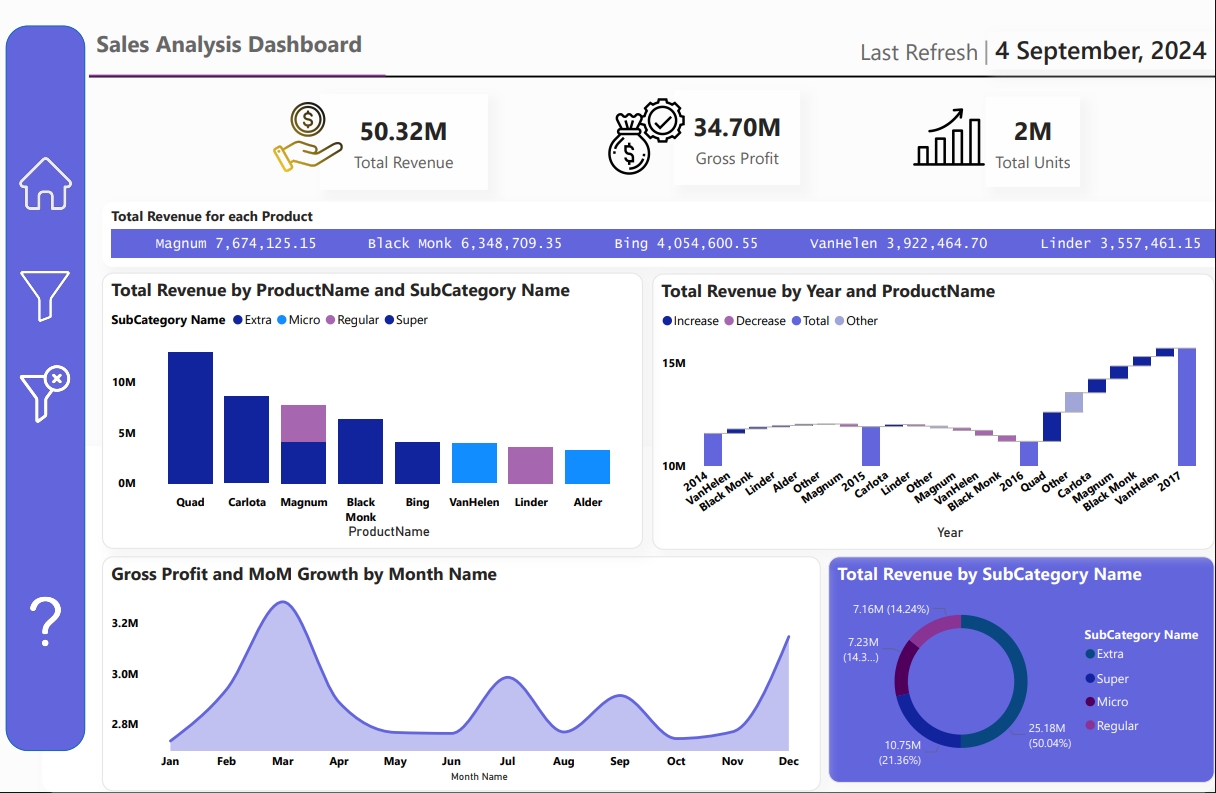 Sales Analysis Dashboard
Last Refresh | 4 September, 2024
50.32M
Total Revenue
34.70M
Gross Profit
2M
Total Units
Total Revenue for each Product
Magnum 7,674,125.15 Black Monk 6,348,709.35 Bing 4,054,600.55 VanHelen 3,922,464.70 Linder 3,557,461.15
Total Revenue by ProductName and SubCategory Name
SubCategory Name Extra Micro Regular Super
10M
5M
0M
Quad Carlota Magnum Black Monk Bing VanHelen Linder Alder
ProductName
Total Revenue by Year and ProductName
Increase Decrease Total Other
15M
10M
2014 VanHelen Black Monk Linder Alder Other Magnum 2015 Carlota Linder Other Magnum VanHelen Black Monk 2016 Quad Other Carlota Magnum Black Monk VanHelen 2017
Year
Gross Profit and MoM Growth by Month Name
3.2M
3.0M
2.8M
Jan Feb Mar Apr May Jun Jul Aug Sep Oct Nov Dec
Month Name
Total Revenue by SubCategory Name
7.16M (14.24%)
7.23M
(14.3...)
10.75M
(21.36%)
25.18M
(50.04%)
SubCategory Name
Extra
Super
Micro
Regular
?